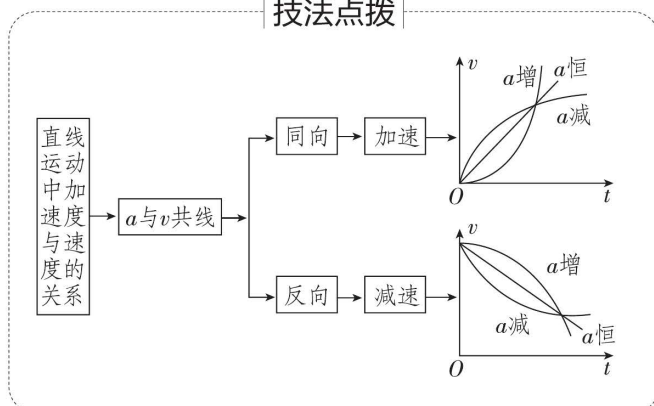 技法点拨
直线
运动
中加
速度
与速
度的
关系
a与v共线
同向
加速
v
a增
a恒
a减
O
t
反向
减速
v
a增
a减
a恒
O
t